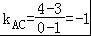 k_AC = (4-3)/(0-1) = -1